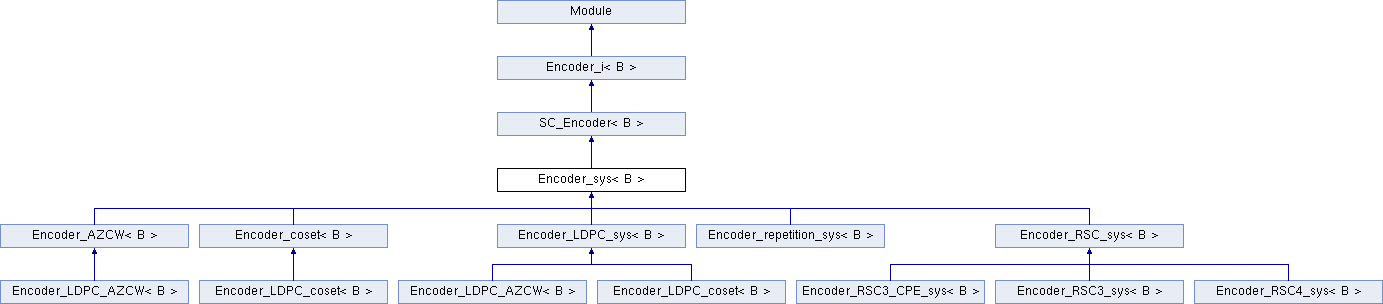 Module
Encoder_i< B >
SC_Encoder< B >
Encoder_sys< B >
Encoder_AZCW< B >
Encoder_coset< B >
Encoder_LDPC_sys< B >
Encoder_repetition_sys< B >
Encoder_RSC_sys< B >
Encoder_LDPC_AZCW< B >
Encoder_LDPC_coset< B >
Encoder_LDPC_AZCW< B >
Encoder_LDPC_coset< B >
Encoder_RSC3_CPE_sys< B >
Encoder_RSC3_sys< B >
Encoder_RSC4_sys< B >